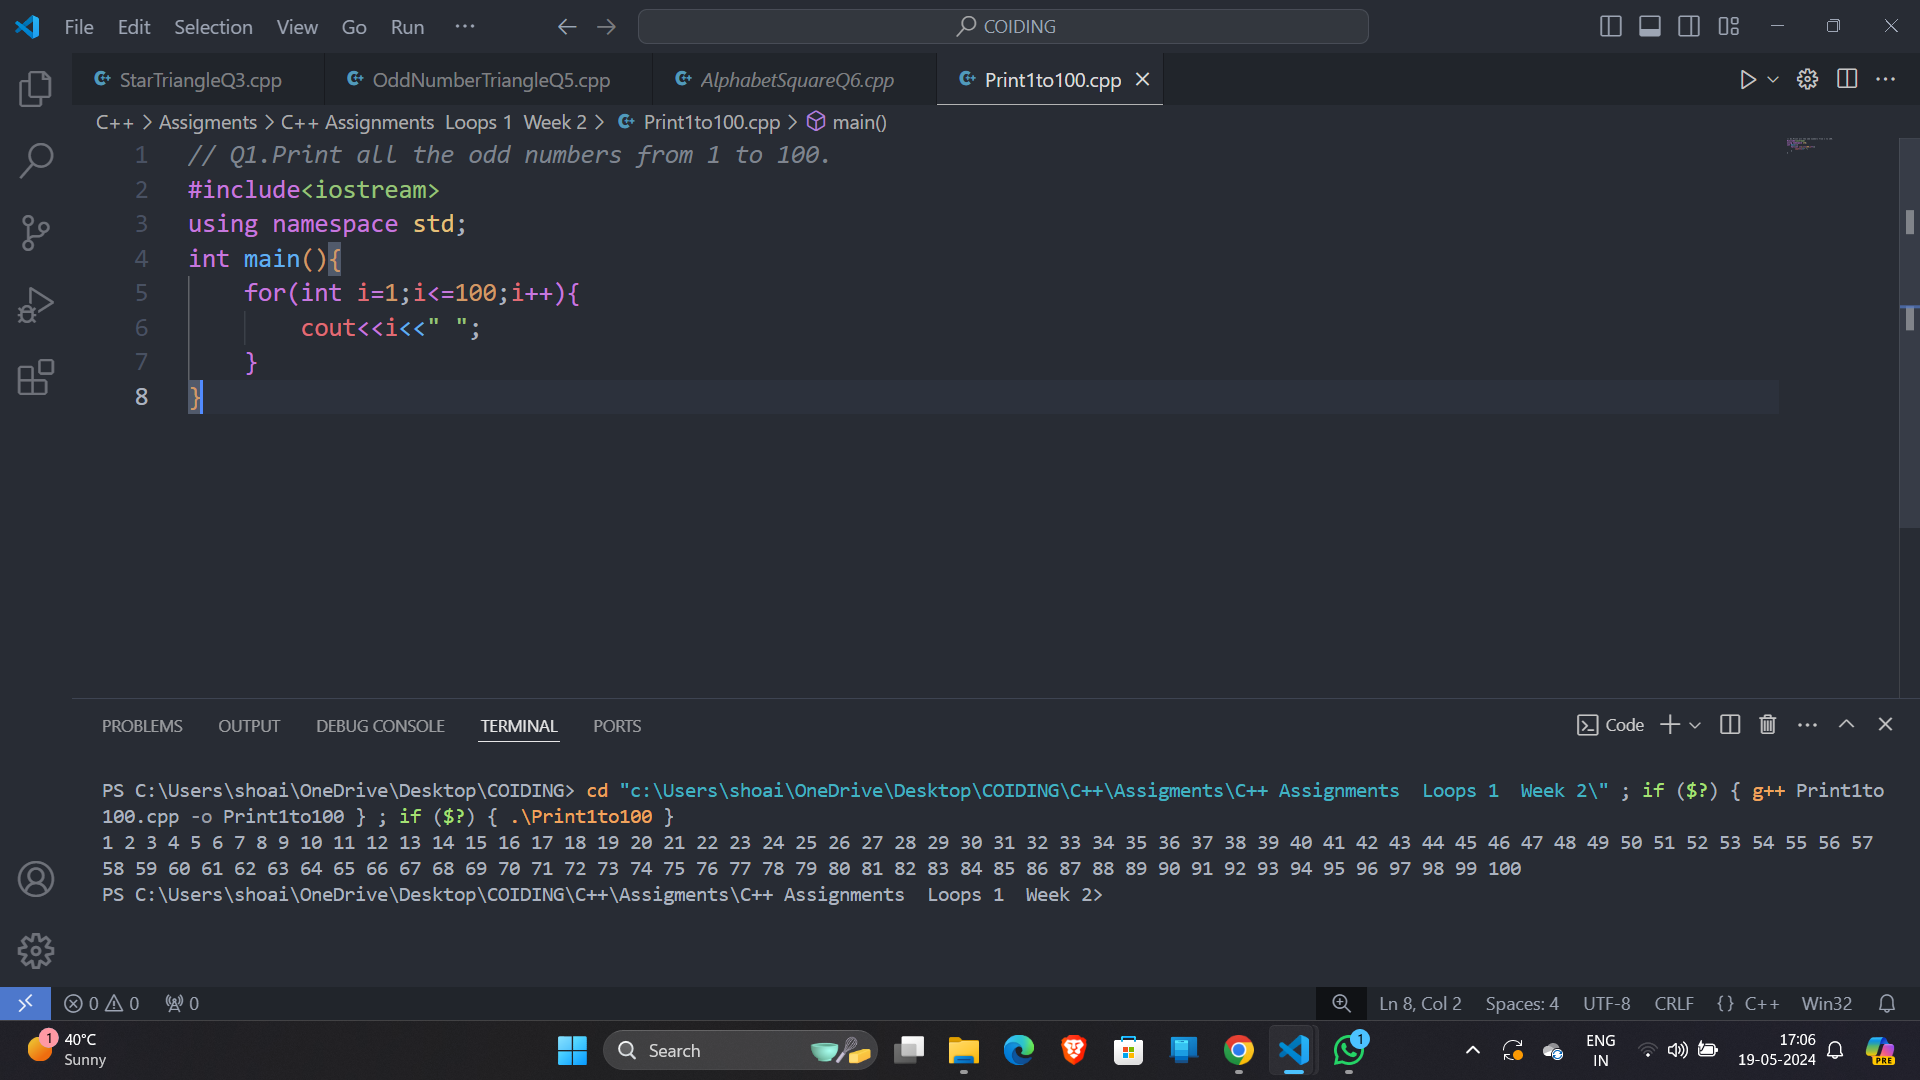 File Edit Selection View Go Run ··· COIDING
StarTriangleQ3.cpp OddNumberTriangleQ5.cpp AlphabetSquareQ6.cpp Print1to100.cpp
C++ > Assigments > C++ Assignments  Loops 1  Week 2 > Print1to100.cpp > main()
1 // Q1.Print all the odd numbers from 1 to 100.
2 #include<iostream>
3 using namespace std;
4 int main(){
5     for(int i=1;i<=100;i++){
6         cout<<i<<" ";
7     }
8 }
PROBLEMS OUTPUT DEBUG CONSOLE TERMINAL PORTS Code
PS C:\Users\shoai\OneDrive\Desktop\COIDING> cd "c:\Users\shoai\OneDrive\Desktop\COIDING\C++\Assigments\C++ Assignments  Loops 1  Week 2\" ; if ($?) { g++ Print1to
100.cpp -o Print1to100 } ; if ($?) { .\Print1to100 }
1 2 3 4 5 6 7 8 9 10 11 12 13 14 15 16 17 18 19 20 21 22 23 24 25 26 27 28 29 30 31 32 33 34 35 36 37 38 39 40 41 42 43 44 45 46 47 48 49 50 51 52 53 54 55 56 57
58 59 60 61 62 63 64 65 66 67 68 69 70 71 72 73 74 75 76 77 78 79 80 81 82 83 84 85 86 87 88 89 90 91 92 93 94 95 96 97 98 99 100
PS C:\Users\shoai\OneDrive\Desktop\COIDING\C++\Assigments\C++ Assignments  Loops 1  Week 2>
0 0 0 Ln 8, Col 2 Spaces: 4 UTF-8 CRLF {} C++ Win32
1 40°C
Sunny
Search
1
ENG
IN
17:06
19-05-2024
PRE